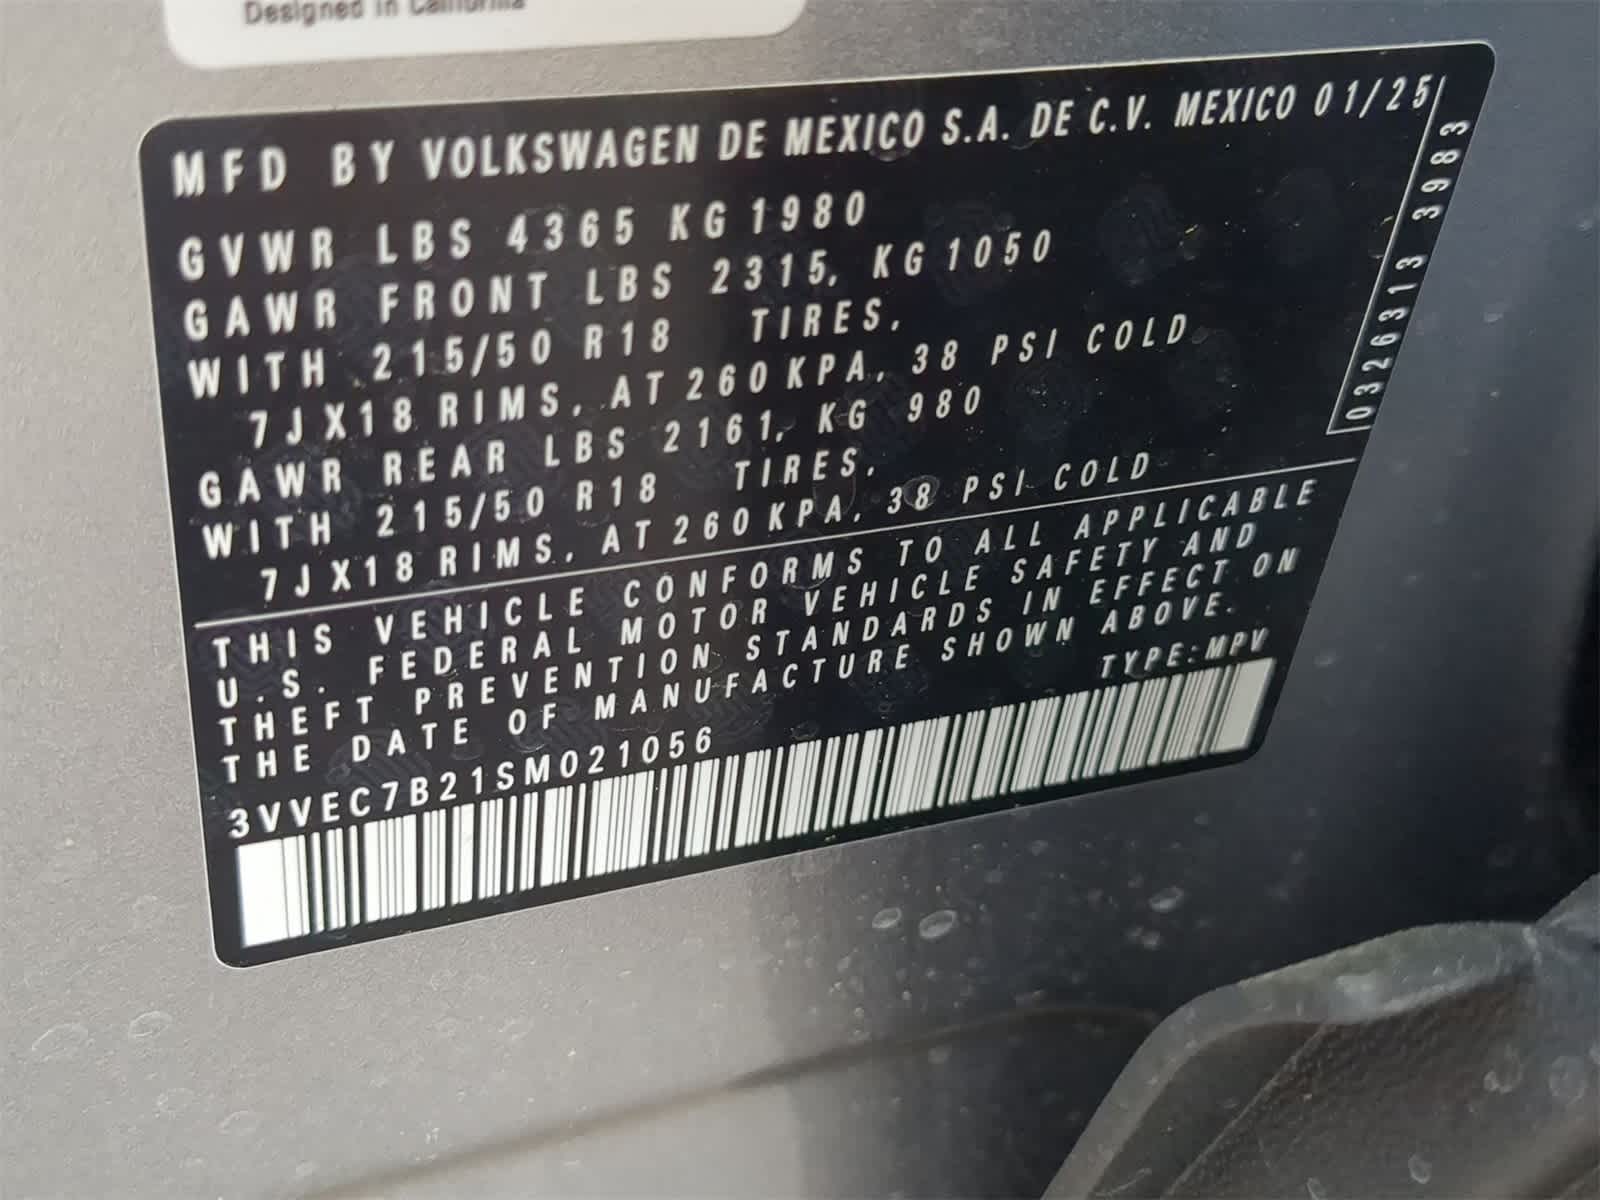 Designed in California
MFD BY VOLKSWAGEN DE MEXICO S.A. DE C.V. MEXICO 01/25
GVWR LBS 4365 KG 1980
GAWR FRONT LBS 2315, KG 1050
WITH 215/50 R18 TIRES,
7JX18 RIMS, AT 260 KPA, 38 PSI COLD
GAWR REAR LBS 2161, KG 980
WITH 215/50 R18 TIRES,
7JX18 RIMS, AT 260 KPA, 38 PSI COLD
0326313 3983
THIS VEHICLE CONFORMS TO ALL APPLICABLE
U.S. FEDERAL MOTOR VEHICLE SAFETY AND
THEFT PREVENTION STANDARDS IN EFFECT ON
THE DATE OF MANUFACTURE SHOWN ABOVE.
TYPE: MPV
3VVEC7B21SM021056